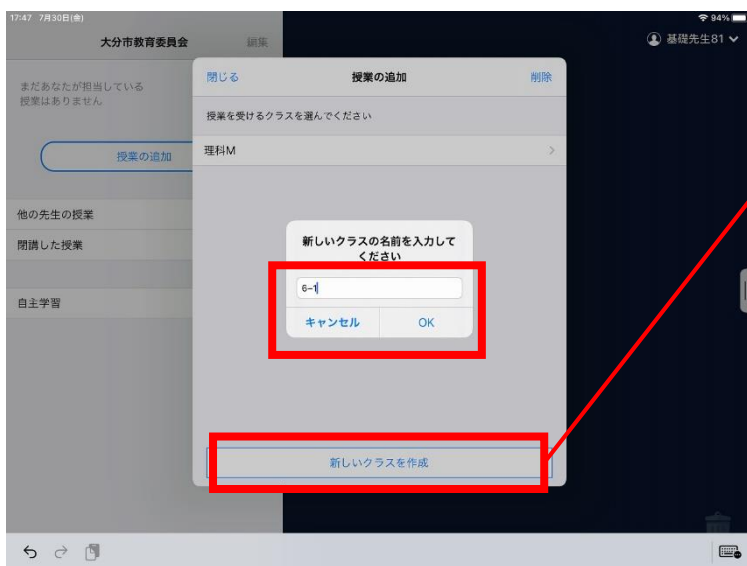 17:47 7月30日(金)
94%
大分市教育委員会
編集
基礎先生81
まだあなたが担当している
授業はありません
授業の追加
他の先生の授業
閉講した授業
自主学習
閉じる
授業の追加
削除
授業を受けるクラスを選んでください
理科M
新しいクラスの名前を入力して
ください
6-1
キャンセル
OK
新しいクラスを作成